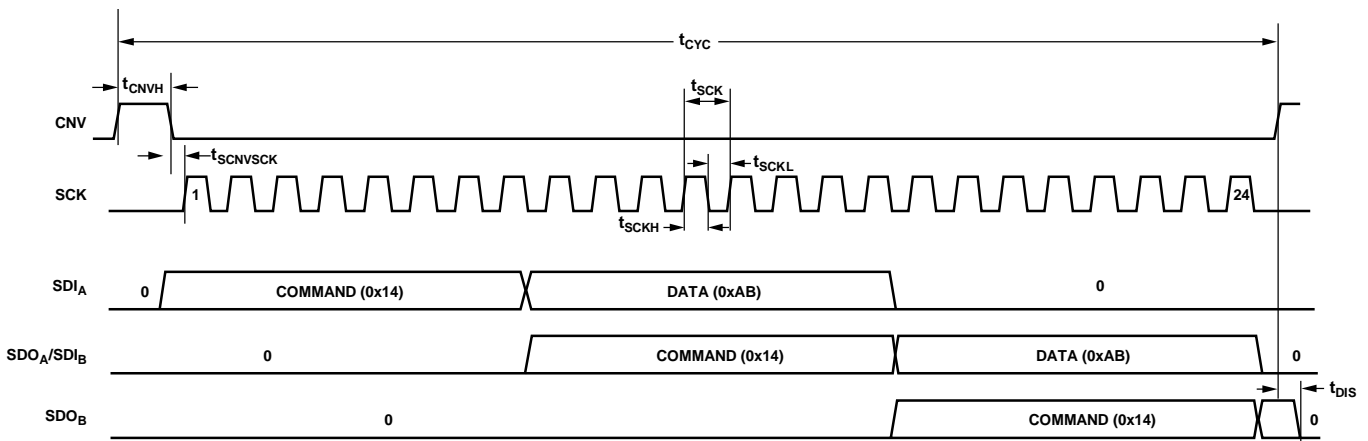 tCYC
tCNVH
tSCK
CNV
tSCNVSCK
tSCKL
SCK
1
24
tSCKH
SDIA
0
COMMAND (0x14)
DATA (0xAB)
0
SDOA/SDIB
0
COMMAND (0x14)
DATA (0xAB)
0
tDIS
SDOB
0
COMMAND (0x14)
0